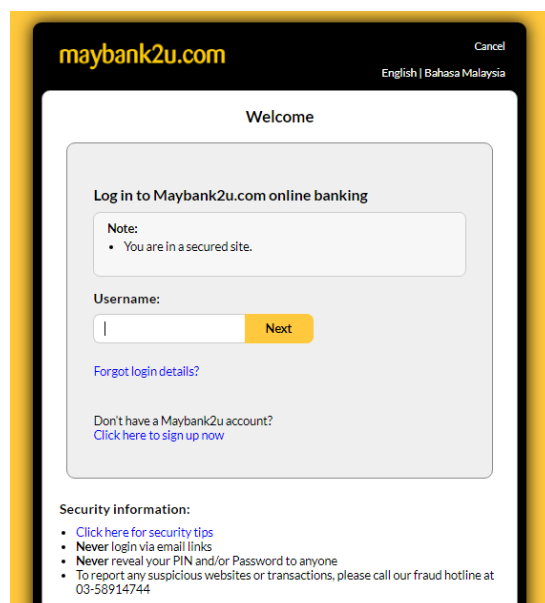 maybank2u.com
Cancel
English | Bahasa Malaysia
Welcome
Log in to Maybank2u.com online banking
Note:
• You are in a secured site.
Username:
Next
Forgot login details?
Don't have a Maybank2u account?
Click here to sign up now
Security information:
• Click here for security tips
• Never login via email links
• Never reveal your PIN and/or Password to anyone
• To report any suspicious websites or transactions, please call our fraud hotline at
03-58914744